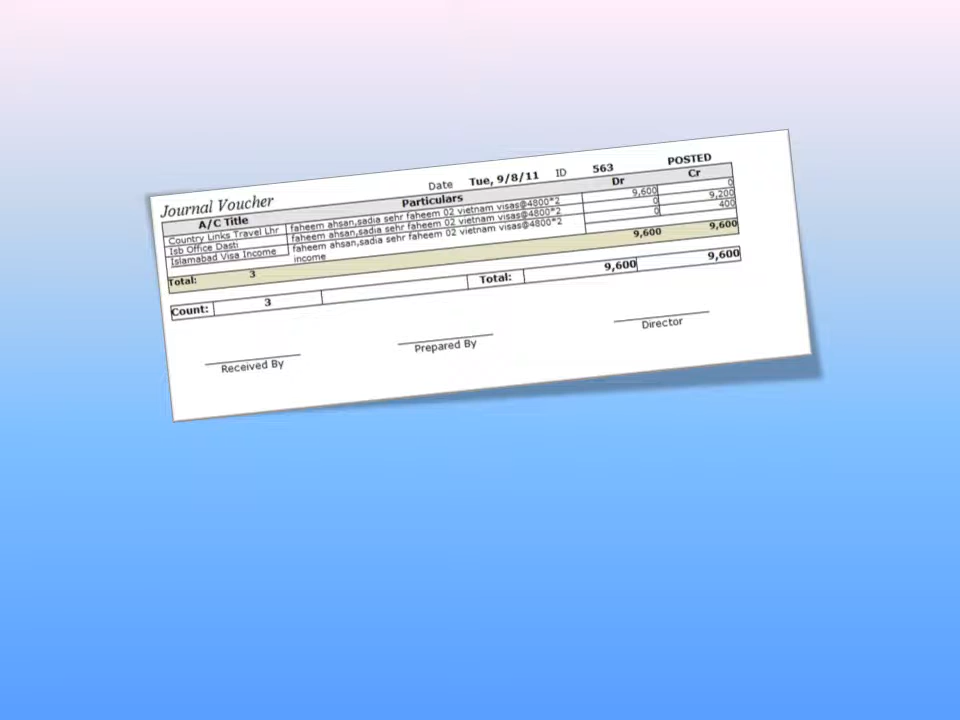 Journal Voucher Date Tue, 9/8/11 ID 563 POSTED
A/C Title Particulars Dr Cr
Country Links Travel Lhr faheem ahsan,sadia sehr faheem 02 vietnam visas@4800*2 9,600 0
Isb Office Dasti faheem ahsan,sadia sehr faheem 02 vietnam visas@4800*2 0 9,200
Islamabad Visa Income faheem ahsan,sadia sehr faheem 02 vietnam visas@4800*2 0 400
income
Total: 3 9,600 9,600
Count: 3 Total: 9,600 9,600
Received By Prepared By Director